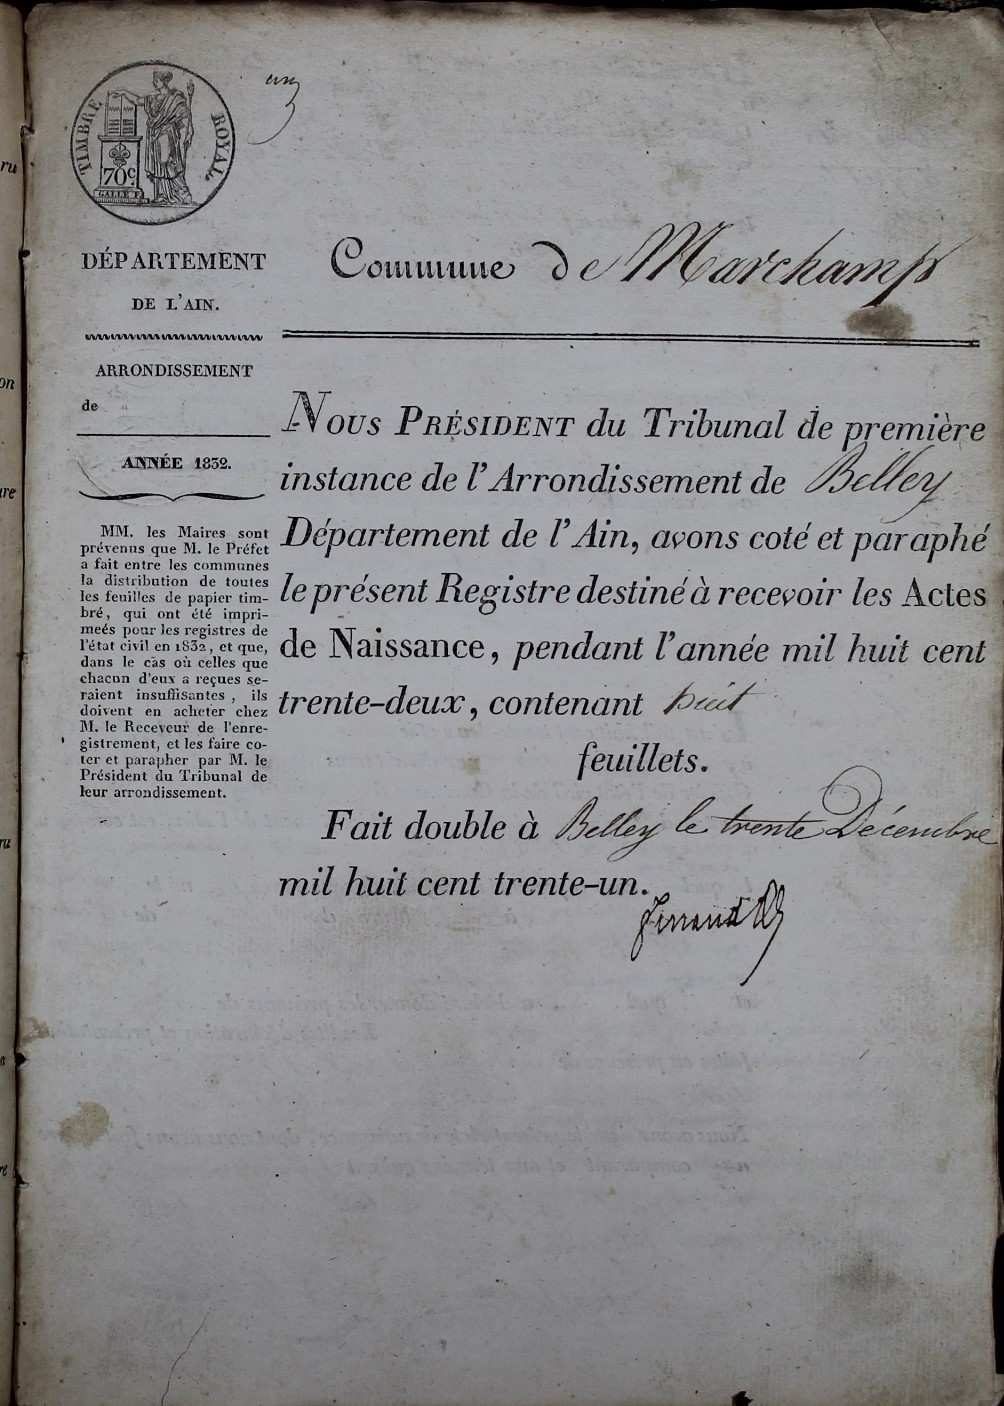 un
TIMBRE ROYAL.
70c.
GALLE F.
DÉPARTEMENT
DE L'AIN.
ARRONDISSEMENT
de
ANNÉE 1832.
MM. les Maires sont
prévenus que M. le Préfet
a fait entre les communes
la distribution de toutes
les feuilles de papier tim-
bré, qui ont été impri-
meés pour les registres de
l'état civil en 1832, et que,
dans le cas où celles que
chacun d'eux a reçues se-
raient insuffisantes, ils
doivent en acheter chez
M. le Receveur de l'enre-
gistrement, et les faire co-
ter et parapher par M. le
Président du Tribunal de
leur arrondissement.
Commune de Marchamp
NOUS PRÉSIDENT du Tribunal de première
instance de l'Arrondissement de Belley
Département de l'Ain, avons coté et paraphé
le présent Registre destiné à recevoir les Actes
de Naissance, pendant l'année mil huit cent
trente-deux, contenant huit
feuillets.
Fait double à Belley le trente Décembre
mil huit cent trente-un.